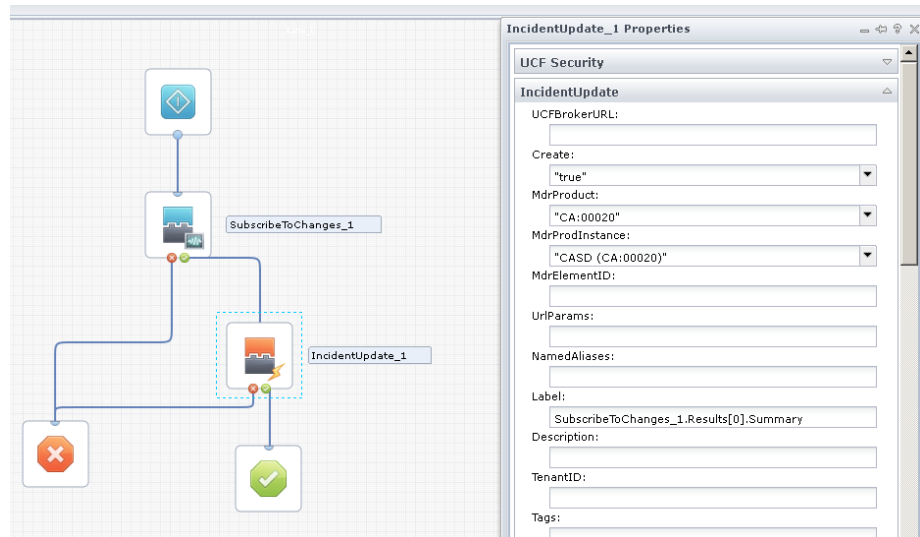 IncidentUpdate_1 Properties
UCF Security
IncidentUpdate
UCFBrokerURL:
Create:
"true"
MdrProduct:
"CA:00020"
MdrProdInstance:
"CASD (CA:00020)"
MdrElementID:
UrlParams:
NamedAliases:
Label:
SubscribeToChanges_1.Results[0].Summary
Description:
TenantID:
Tags:
SubscribeToChanges_1
IncidentUpdate_1